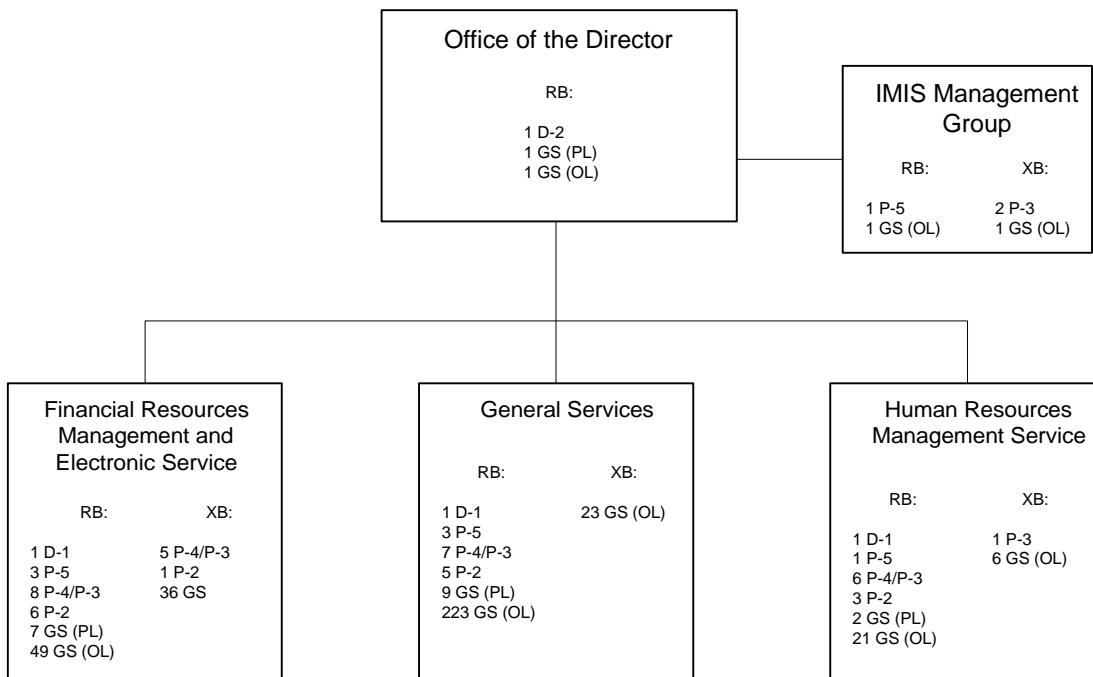 Office of the Director
RB:
1 D-2
1 GS (PL)
1 GS (OL)
IMIS Management
Group
RB: XB:
1 P-5 2 P-3
1 GS (OL) 1 GS (OL)
Financial Resources
Management and
Electronic Service
RB: XB:
1 D-1 5 P-4/P-3
3 P-5 1 P-2
8 P-4/P-3 36 GS
6 P-2
7 GS (PL)
49 GS (OL)
General Services
RB: XB:
1 D-1 23 GS (OL)
3 P-5
7 P-4/P-3
5 P-2
9 GS (PL)
223 GS (OL)
Human Resources
Management Service
RB: XB:
1 D-1 1 P-3
1 P-5 6 GS (OL)
6 P-4/P-3
3 P-2
2 GS (PL)
21 GS (OL)